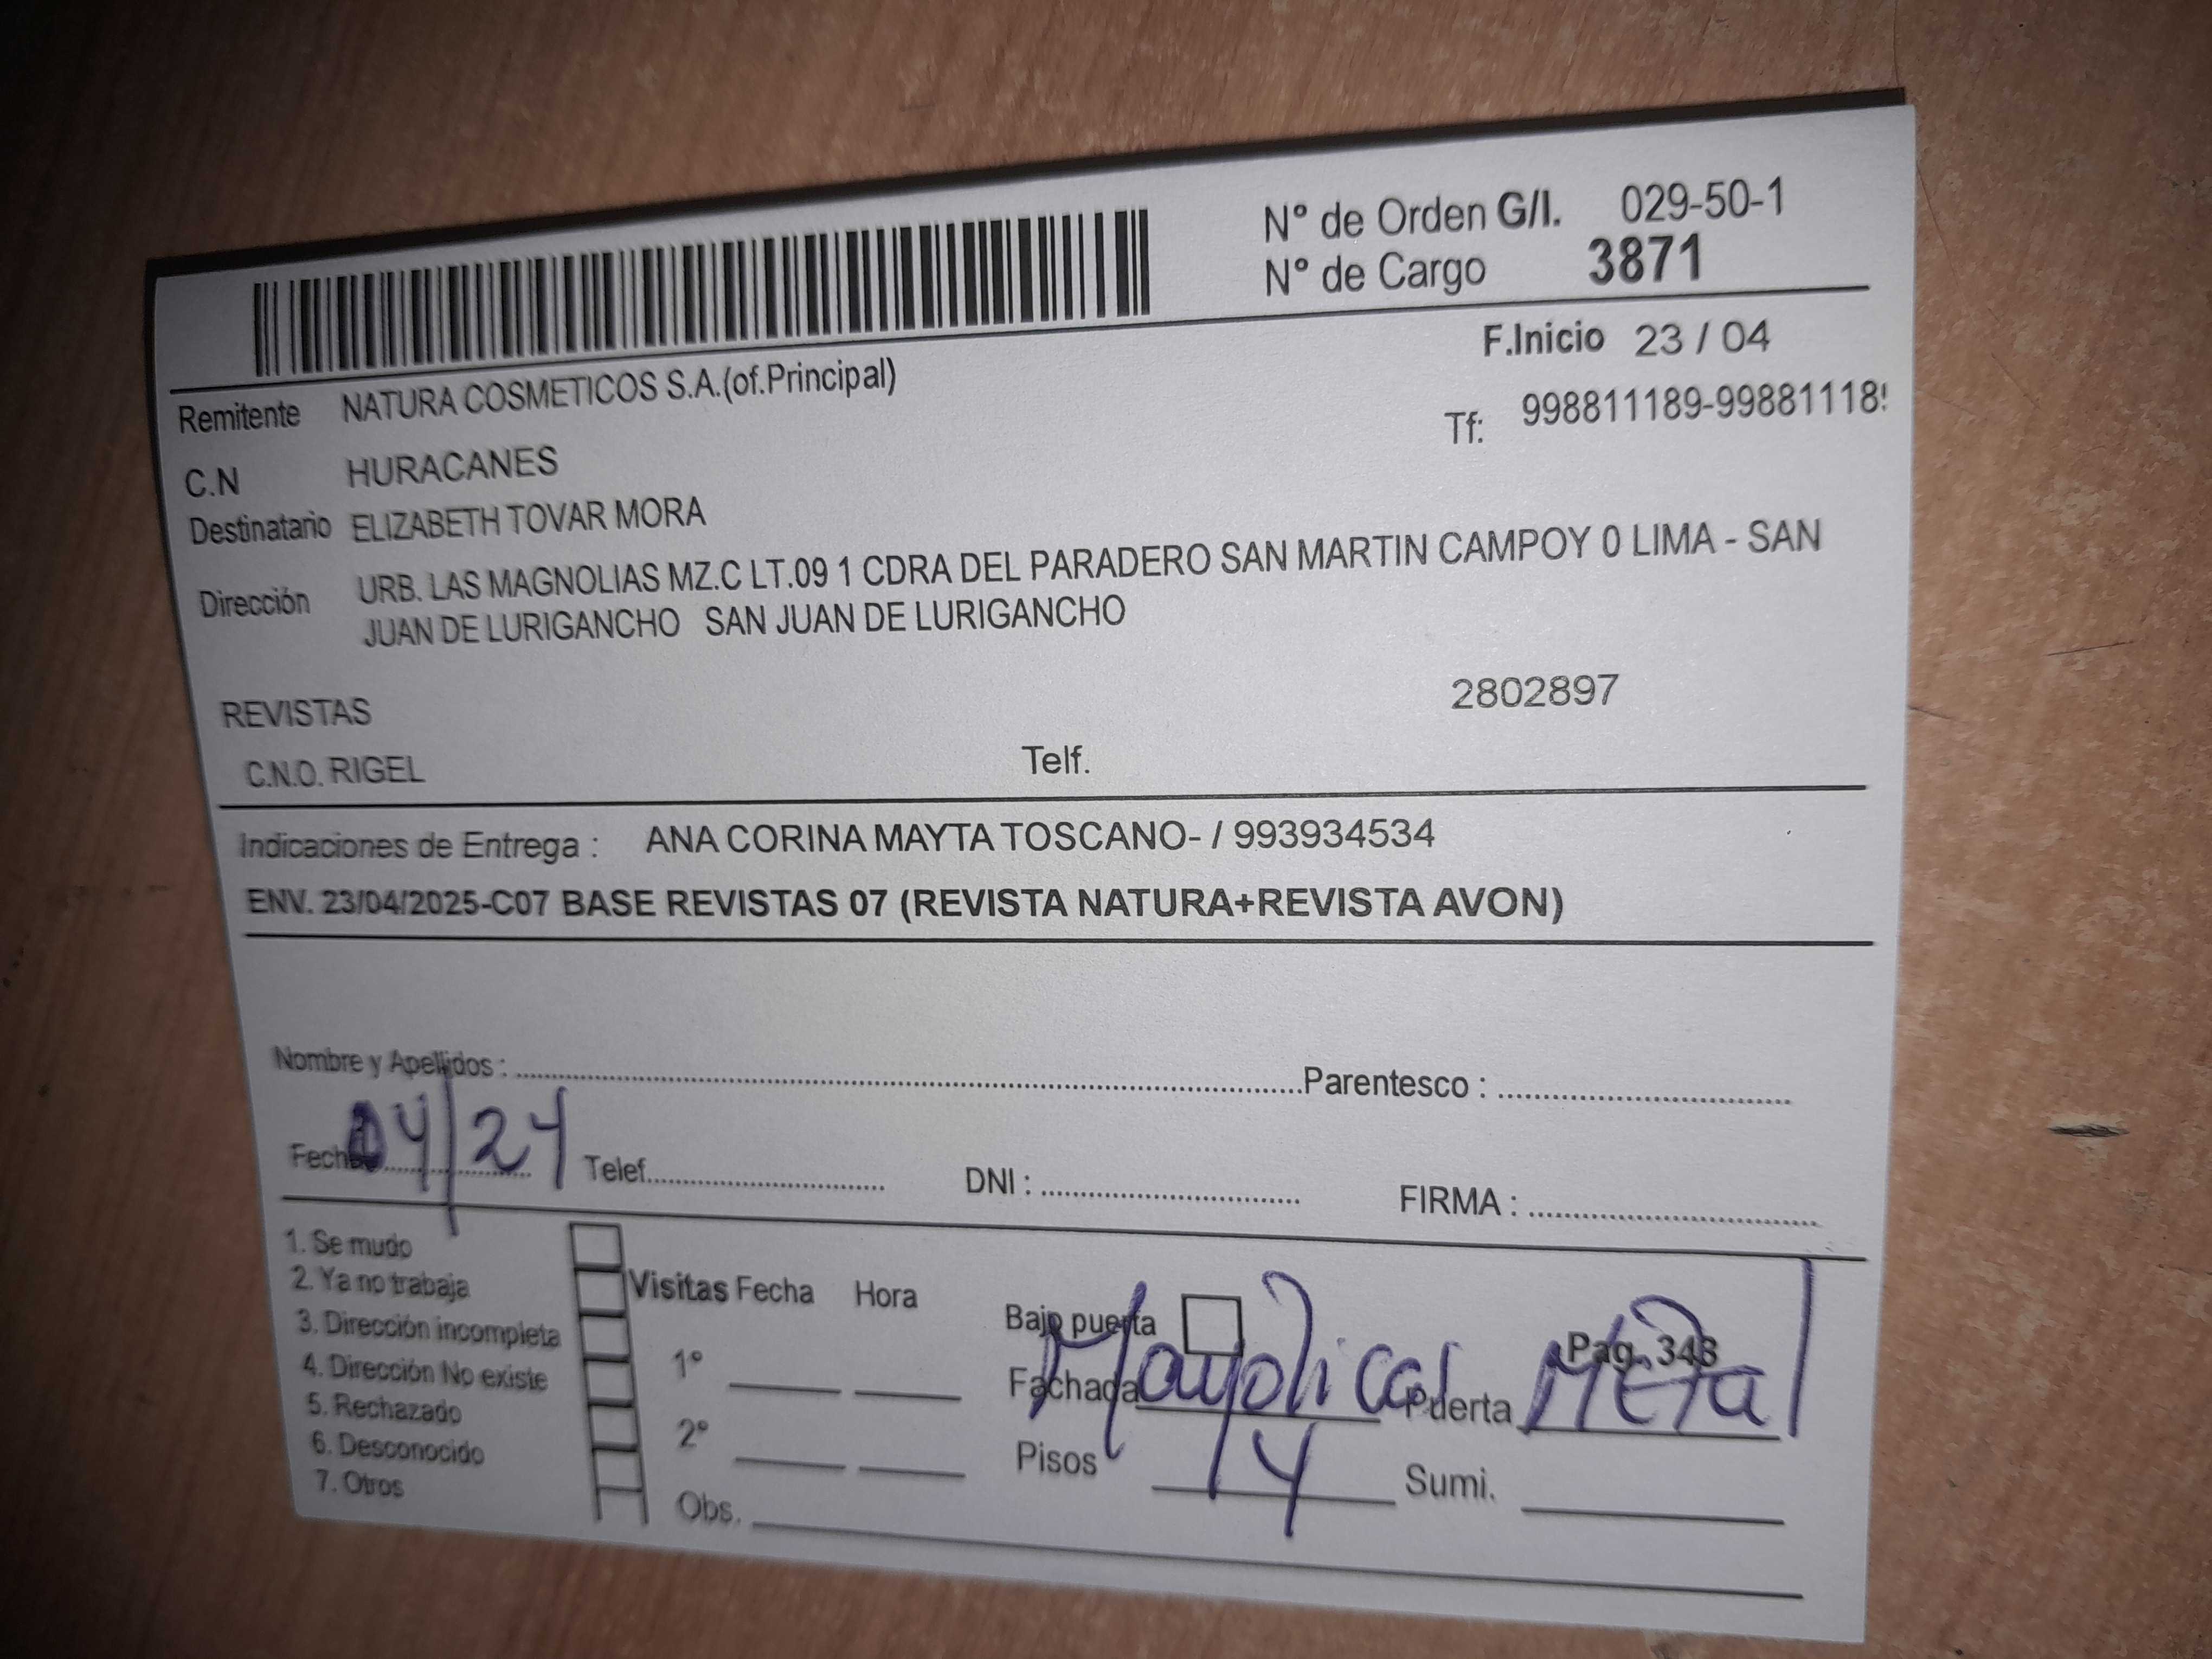 N° de Orden G/I. 029-50-1
N° de Cargo 3871
F.Inicio 23 / 04
Remitente NATURA COSMETICOS S.A.(of.Principal)
Tf: 998811189-99881118
C.N HURACANES
Destinatario ELIZABETH TOVAR MORA
Dirección URB. LAS MAGNOLIAS MZ.C LT.09 1 CDRA DEL PARADERO SAN MARTIN CAMPOY 0 LIMA - SAN
JUAN DE LURIGANCHO SAN JUAN DE LURIGANCHO
REVISTAS 2802897
C.N.O. RIGEL Telf.
Indicaciones de Entrega : ANA CORINA MAYTA TOSCANO- / 993934534
ENV. 23/04/2025-C07 BASE REVISTAS 07 (REVISTA NATURA+REVISTA AVON)
Nombre y Apellidos : Parentesco :
Fecha 04/24 Telef. DNI : FIRMA :
1. Se mudo
2. Ya no trabaja
3. Dirección incompleta
4. Dirección No existe
5. Rechazado
6. Desconocido
7. Otros
Visitas Fecha Hora
1°
2°
Obs.
Bajo puerta Pag. 343
Fachada Mayolical Puerta Metal
Pisos 4 Sumi.